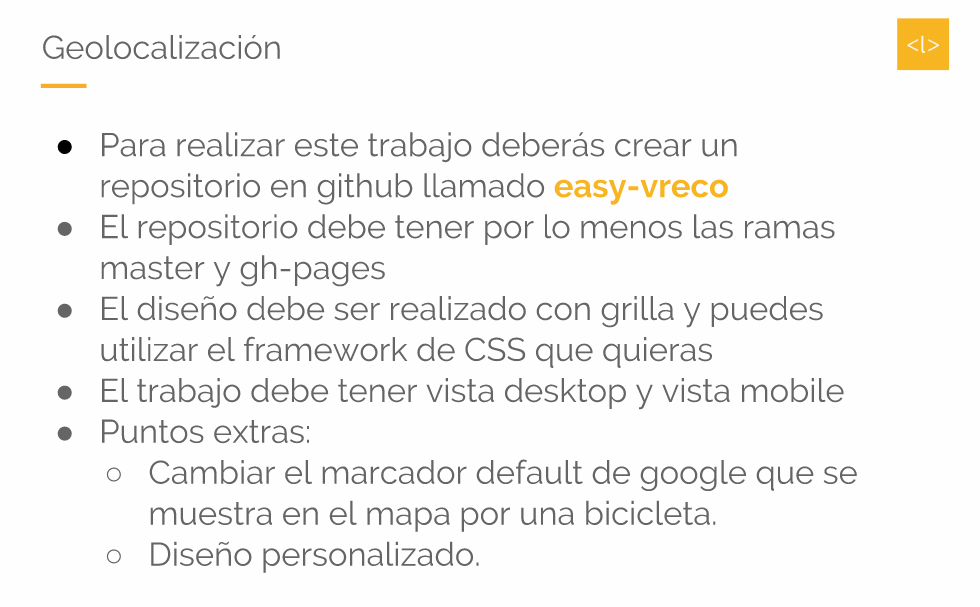 Geolocalización
<l>
● Para realizar este trabajo deberás crear un
repositorio en github llamado easy-vreco
● El repositorio debe tener por lo menos las ramas
master y gh-pages
● El diseño debe ser realizado con grilla y puedes
utilizar el framework de CSS que quieras
● El trabajo debe tener vista desktop y vista mobile
● Puntos extras:
○ Cambiar el marcador default de google que se
muestra en el mapa por una bicicleta.
○ Diseño personalizado.